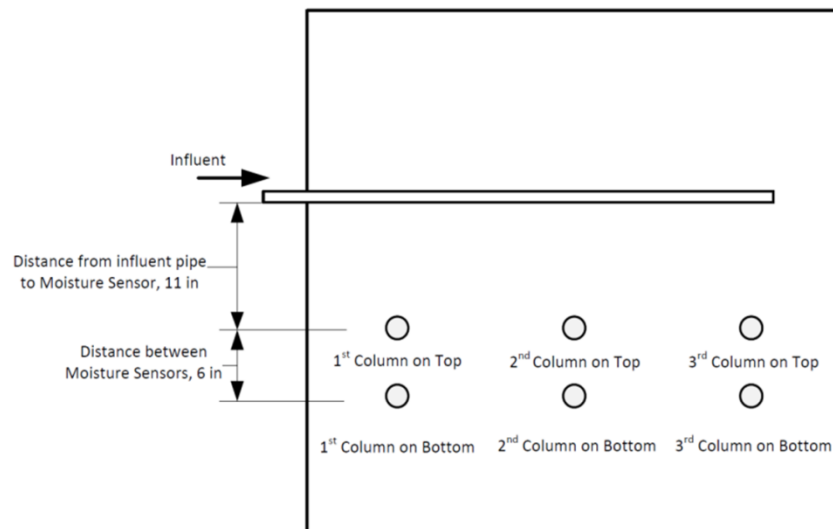 Influent
Distance from influent pipe
to Moisture Sensor, 11 in
Distance between
Moisture Sensors, 6 in
1st Column on Top
2nd Column on Top
3rd Column on Top
1st Column on Bottom
2nd Column on Bottom
3rd Column on Bottom